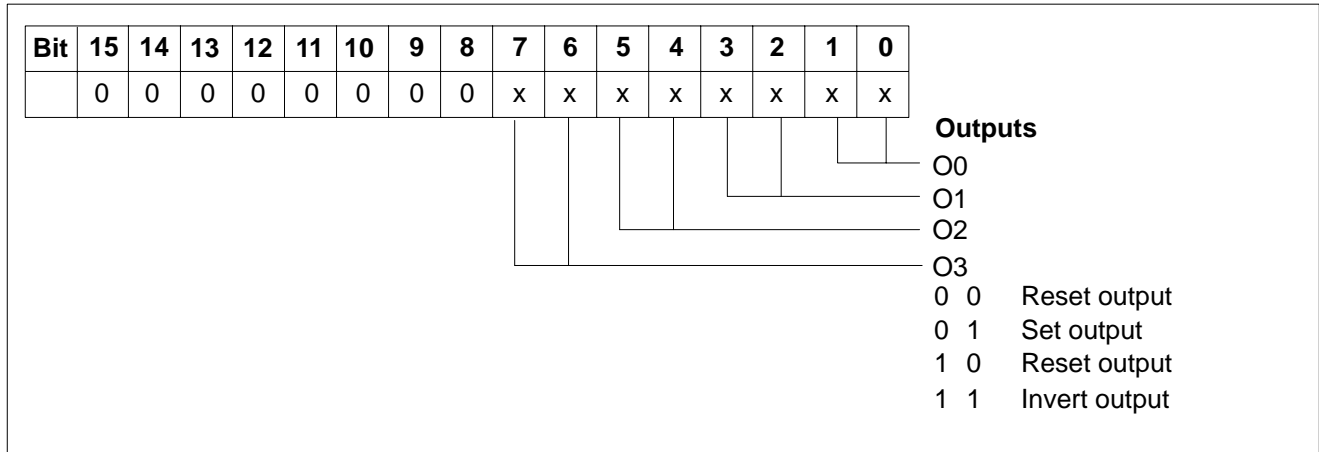 Bit 15 14 13 12 11 10 9 8 7 6 5 4 3 2 1 0
0 0 0 0 0 0 0 0 x x x x x x x x
Outputs
O0
O1
O2
O3
0 0 Reset output
0 1 Set output
1 0 Reset output
1 1 Invert output